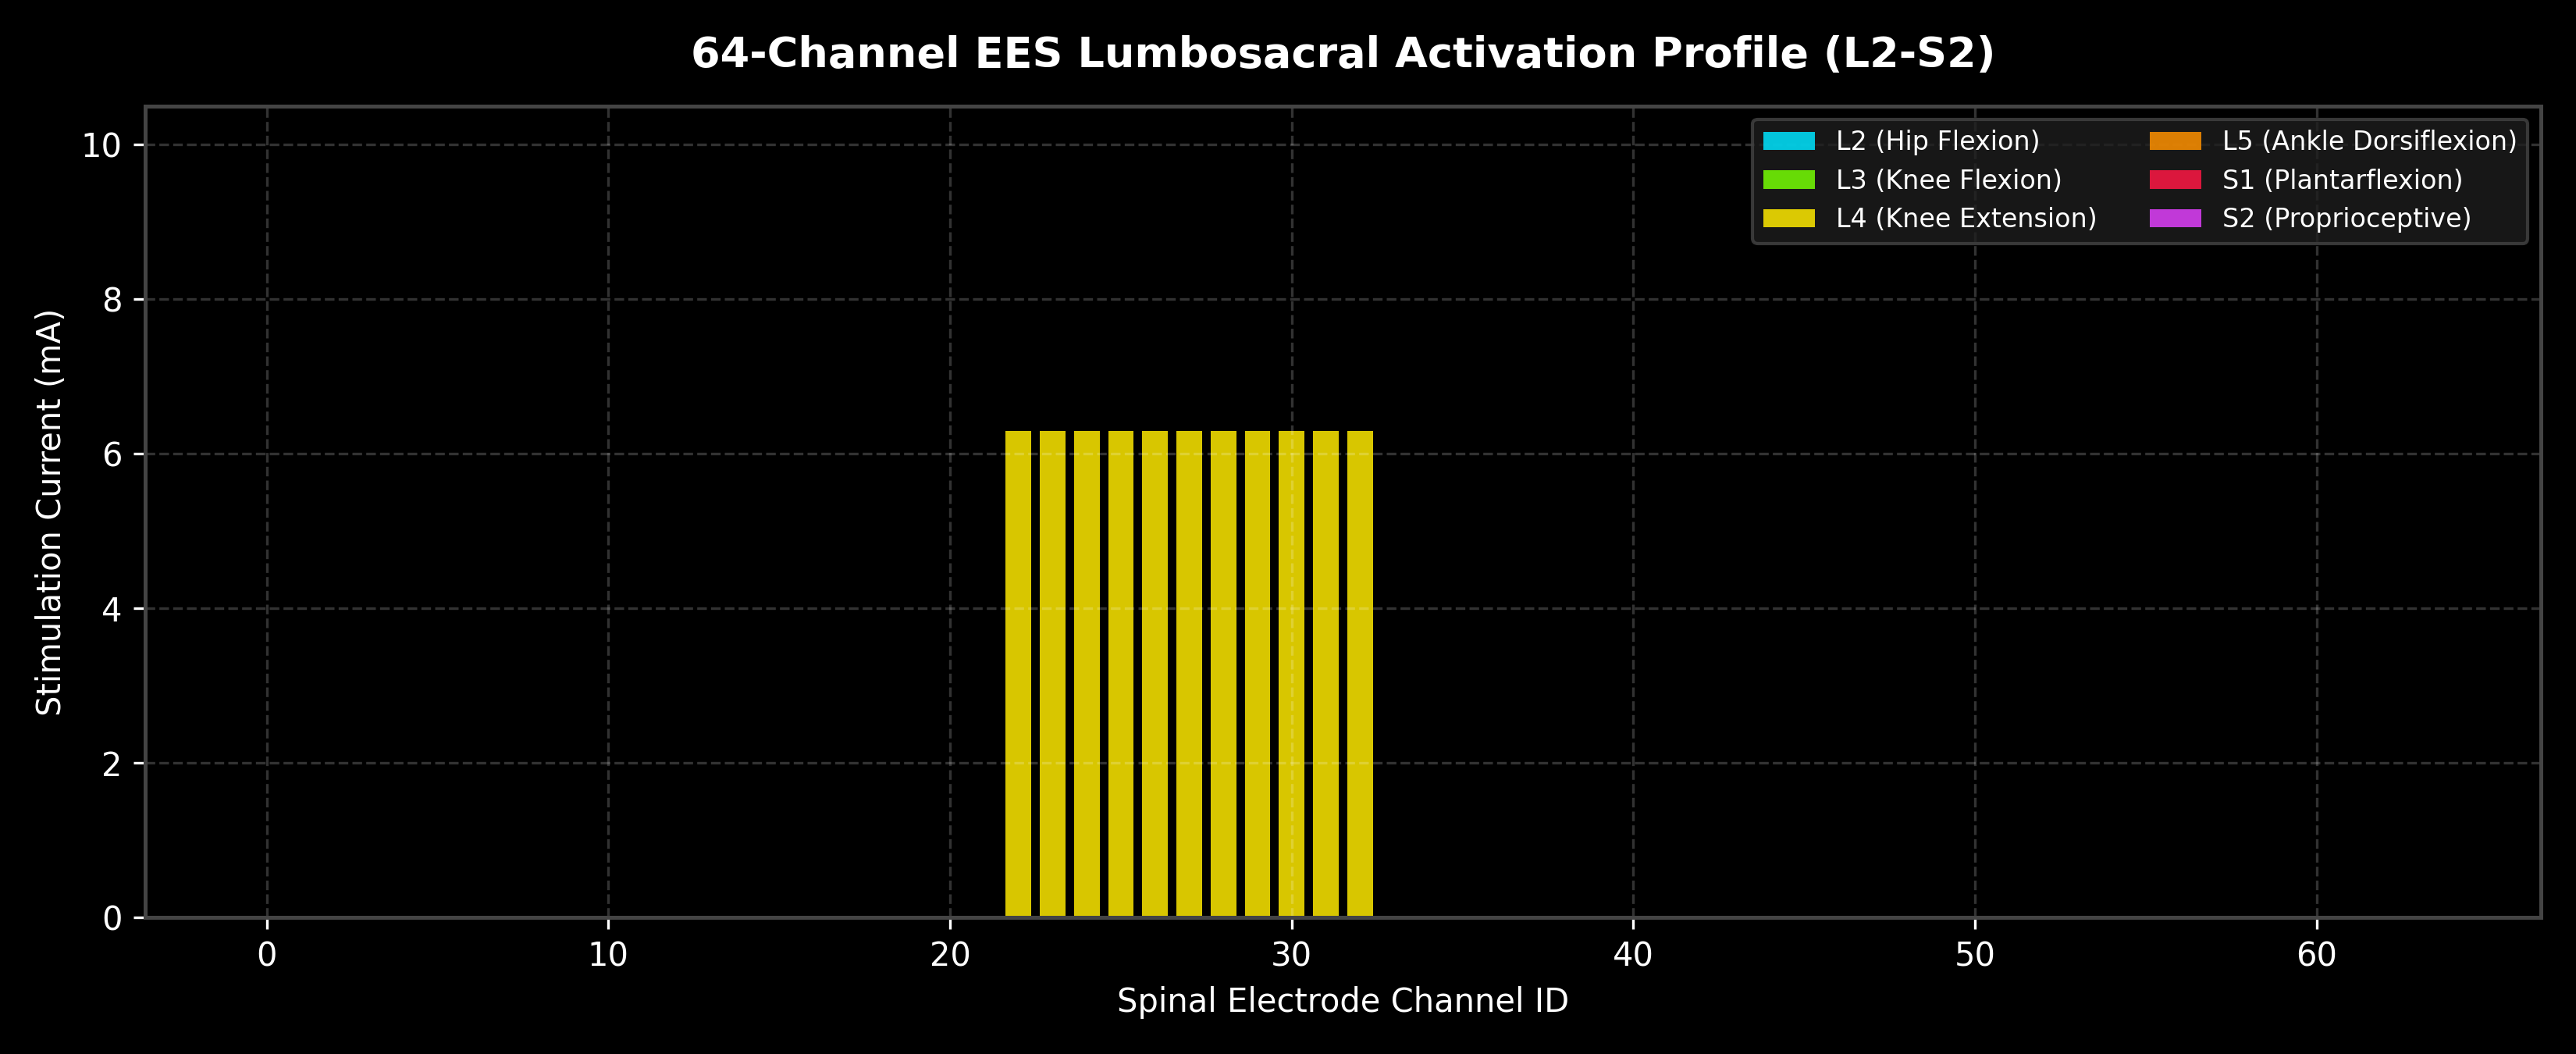 64-Channel EES Lumbosacral Activation Profile (L2-S2)
Stimulation Current (mA)
10
8
6
4
2
0
L2 (Hip Flexion)
L3 (Knee Flexion)
L4 (Knee Extension)
L5 (Ankle Dorsiflexion)
S1 (Plantarflexion)
S2 (Proprioceptive)
0 10 20 30 40 50 60
Spinal Electrode Channel ID